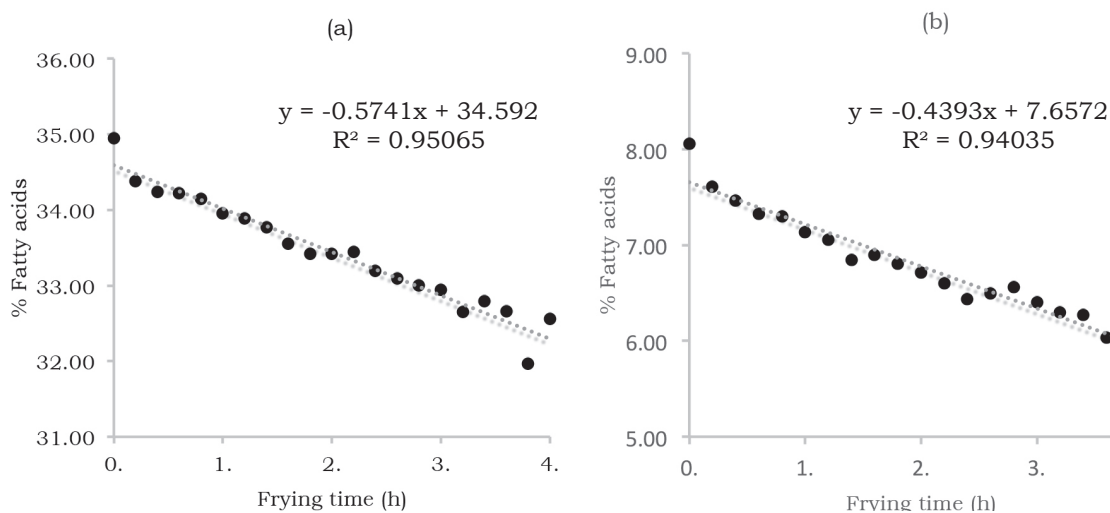 (a)
36.00
35.00
34.00
33.00
32.00
31.00
% Fatty acids
y = -0.5741x + 34.592
R² = 0.95065
0.
1.
2.
3.
4.
Frying time (h)
(b)
9.00
8.00
7.00
6.00
5.00
% Fatty acids
y = -0.4393x + 7.6572
R² = 0.94035
0.
1.
2.
3.
Frying time (h)